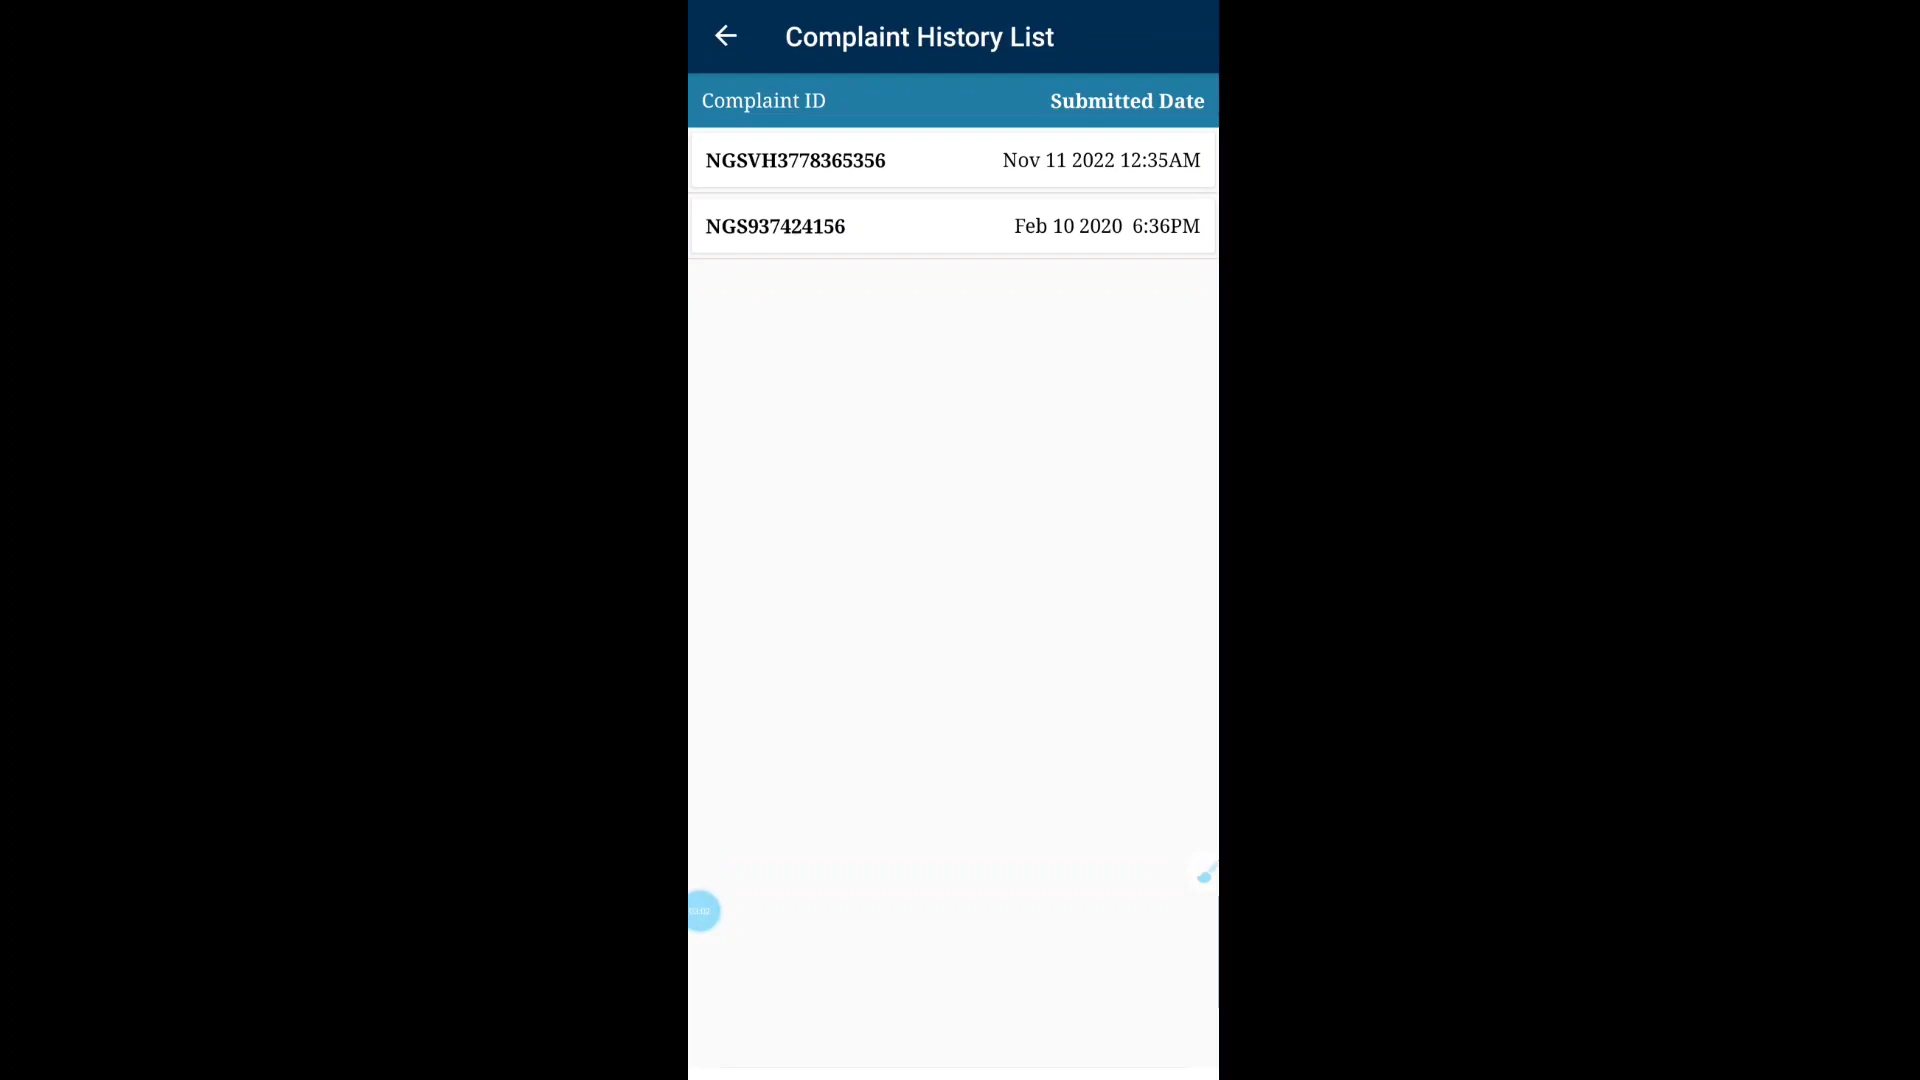 Complaint History List
Complaint ID Submitted Date
NGSVH3778365356 Nov 11 2022 12:35AM
NGS937424156 Feb 10 2020 6:36PM